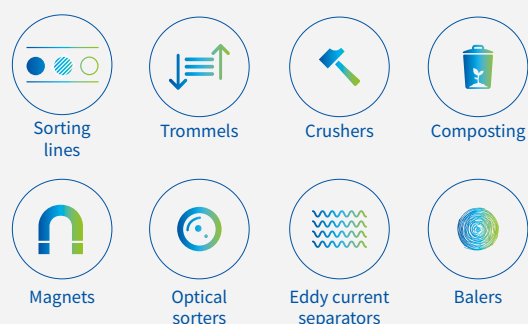 Sorting
lines
Trommels
Crushers
Composting
Magnets
Optical
sorters
Eddy current
separators
Balers